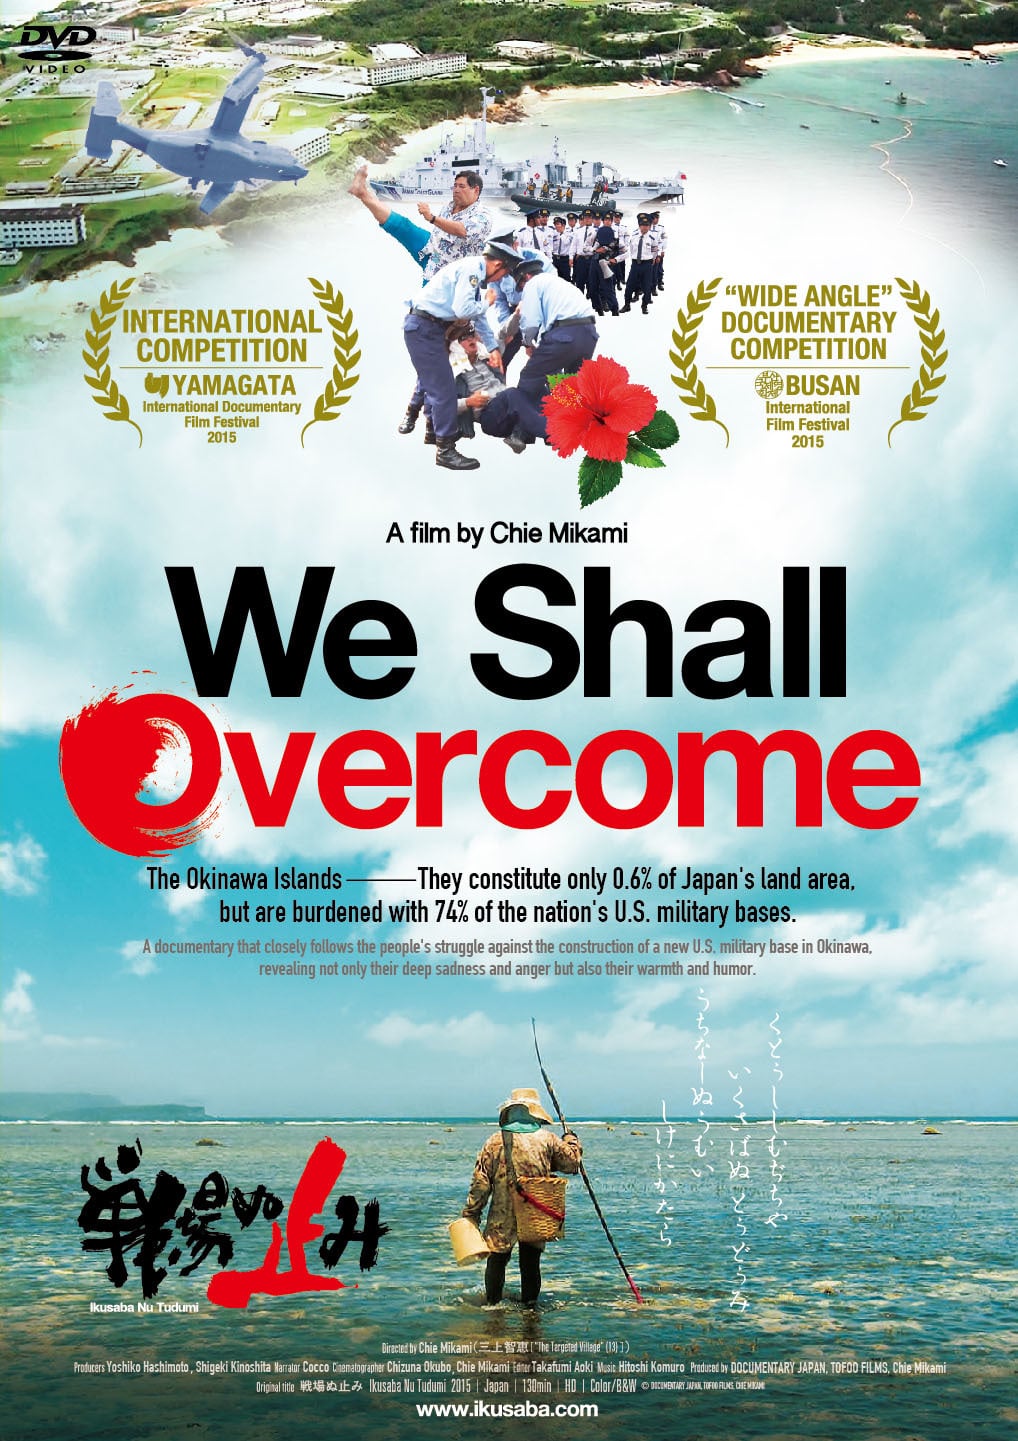 DVD
VIDEO
JAPAN COAST GUARD
INTERNATIONAL
COMPETITION
YAMAGATA
International Documentary
Film Festival
2015
"WIDE ANGLE"
DOCUMENTARY
COMPETITION
BUSAN
International
Film Festival
2015
A film by Chie Mikami
We Shall
Overcome
The Okinawa Islands———They constitute only 0.6% of Japan's land area,
but are burdened with 74% of the nation's U.S. military bases.
A documentary that closely follows the people's struggle against the construction of a new U.S. military base in Okinawa,
revealing not only their deep sadness and anger but also their warmth and humor.
くとぅししむぢちや
いくさばぬとぅどぅみ
うちなーぬうむい
しけにかたら
戦場ぬ止み
Ikusaba Nu Tudumi
Directed by Chie Mikami(三上智恵 ["The Targeted Village" (13)])
Producers Yoshiko Hashimoto, Shigeki Kinoshita Narrator Cocco Cinematographer Chizuna Okubo, Chie Mikami Editor Takafumi Aoki Music Hitoshi Komuro Produced by DOCUMENTARY JAPAN, TOFOO FILMS, Chie Mikami
Original title 戦場ぬ止み Ikusaba Nu Tudumi 2015 | Japan | 130min | HD | Color/B&W © DOCUMENTARY JAPAN, TOFOO FILMS, CHIE MIKAMI
www.ikusaba.com